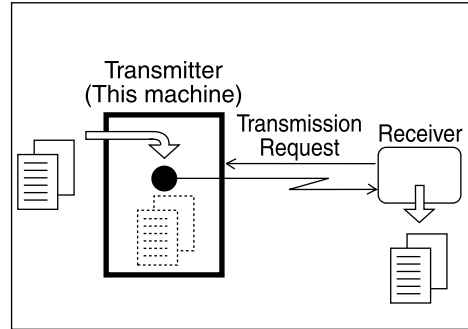 Transmitter
(This machine)
Transmission
Request
Receiver